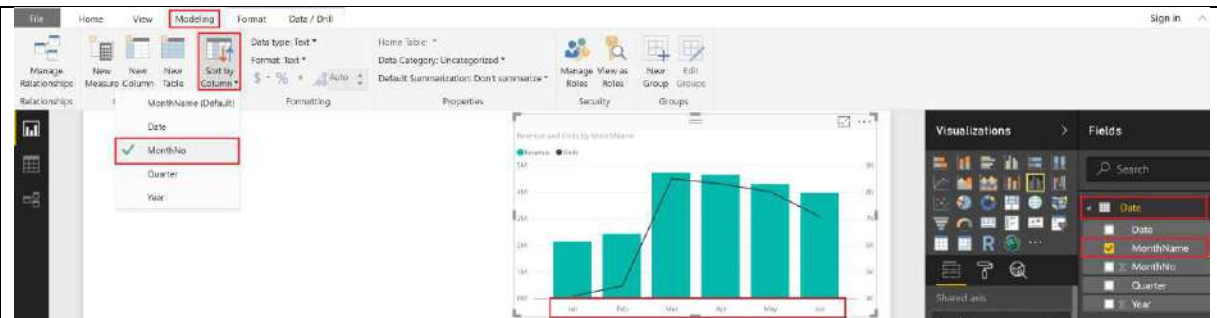 File Home View Modeling Format Data / Drill Sign in
Manage Relationships
New Measure
New Column
New Table
Sort by Column
Data type: Text
Format: Text
$ % Auto
Home Table:
Data Category: Uncategorized
Default Summarization: Don't summarize
Manage Roles
View as Roles
New Group
Edit Groups
Relationships
Formatting
Properties
Security
Groups
MonthName (Default)
Date
MonthNo
Quarter
Year
Revenue and Units by MonthName
Revenue Units
Jan Feb Mar Apr May Jun
Visualizations
Fields
Search
Date
Date
MonthName
MonthNo
Quarter
Year
R
Shared axis